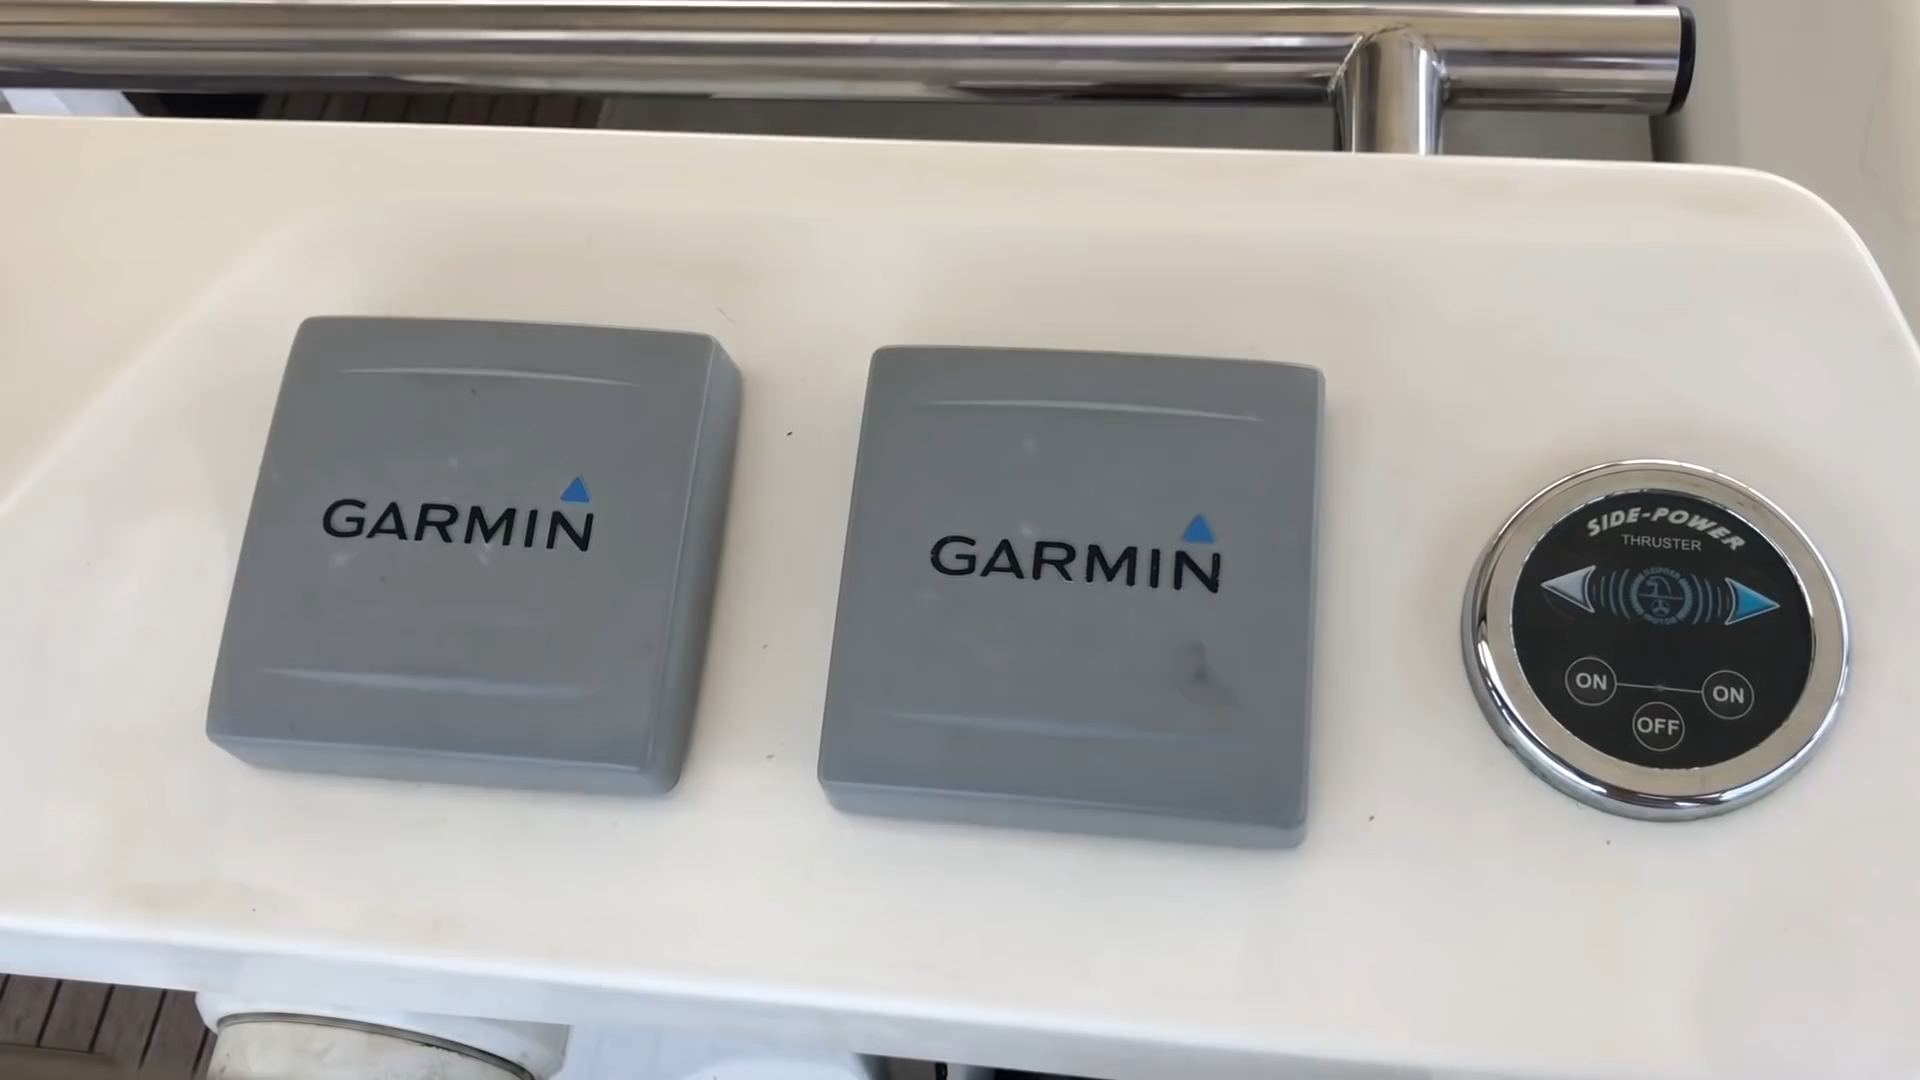 GARMIN
GARMIN
SIDE-POWER
THRUSTER
ON
ON
OFF